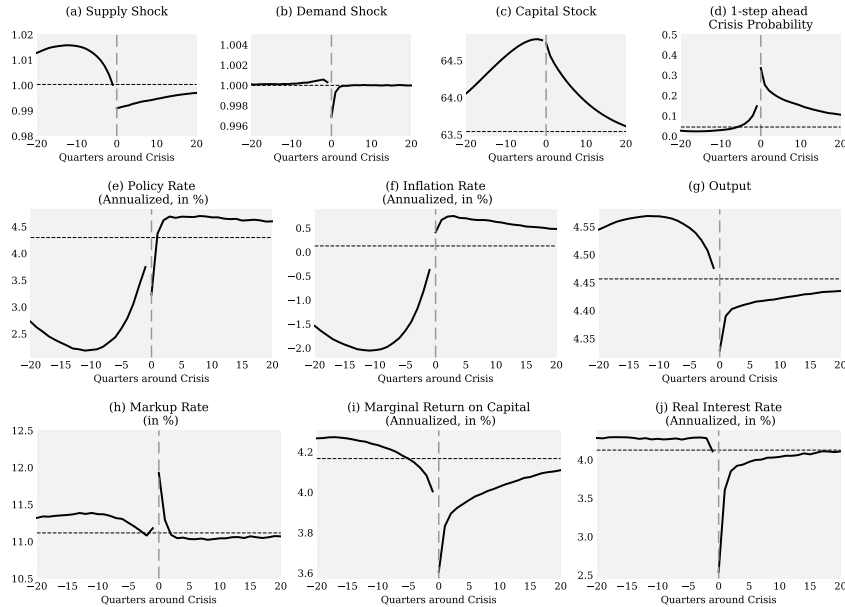 (a) Supply Shock
(b) Demand Shock
(c) Capital Stock
(d) 1-step ahead
Crisis Probability
1.02
1.01
1.00
0.99
0.98
−20 −10 0 10 20
Quarters around Crisis
1.004
1.002
1.000
0.998
0.996
−20 −10 0 10 20
Quarters around Crisis
64.5
64.0
63.5
−20 −10 0 10 20
Quarters around Crisis
0.5
0.4
0.3
0.2
0.1
0.0
−20 −10 0 10 20
Quarters around Crisis
(e) Policy Rate
(Annualized, in %)
4.5
4.0
3.5
3.0
2.5
−20 −15 −10 −5 0 5 10 15 20
Quarters around Crisis
(f) Inflation Rate
(Annualized, in %)
0.5
0.0
−0.5
−1.0
−1.5
−2.0
−20 −15 −10 −5 0 5 10 15 20
Quarters around Crisis
(g) Output
4.55
4.50
4.45
4.40
4.35
−20 −15 −10 −5 0 5 10 15 20
Quarters around Crisis
(h) Markup Rate
(in %)
12.5
12.0
11.5
11.0
10.5
−20 −15 −10 −5 0 5 10 15 20
Quarters around Crisis
(i) Marginal Return on Capital
(Annualized, in %)
4.2
4.0
3.8
3.6
−20 −15 −10 −5 0 5 10 15 20
Quarters around Crisis
(j) Real Interest Rate
(Annualized, in %)
4.0
3.5
3.0
2.5
−20 −15 −10 −5 0 5 10 15 20
Quarters around Crisis